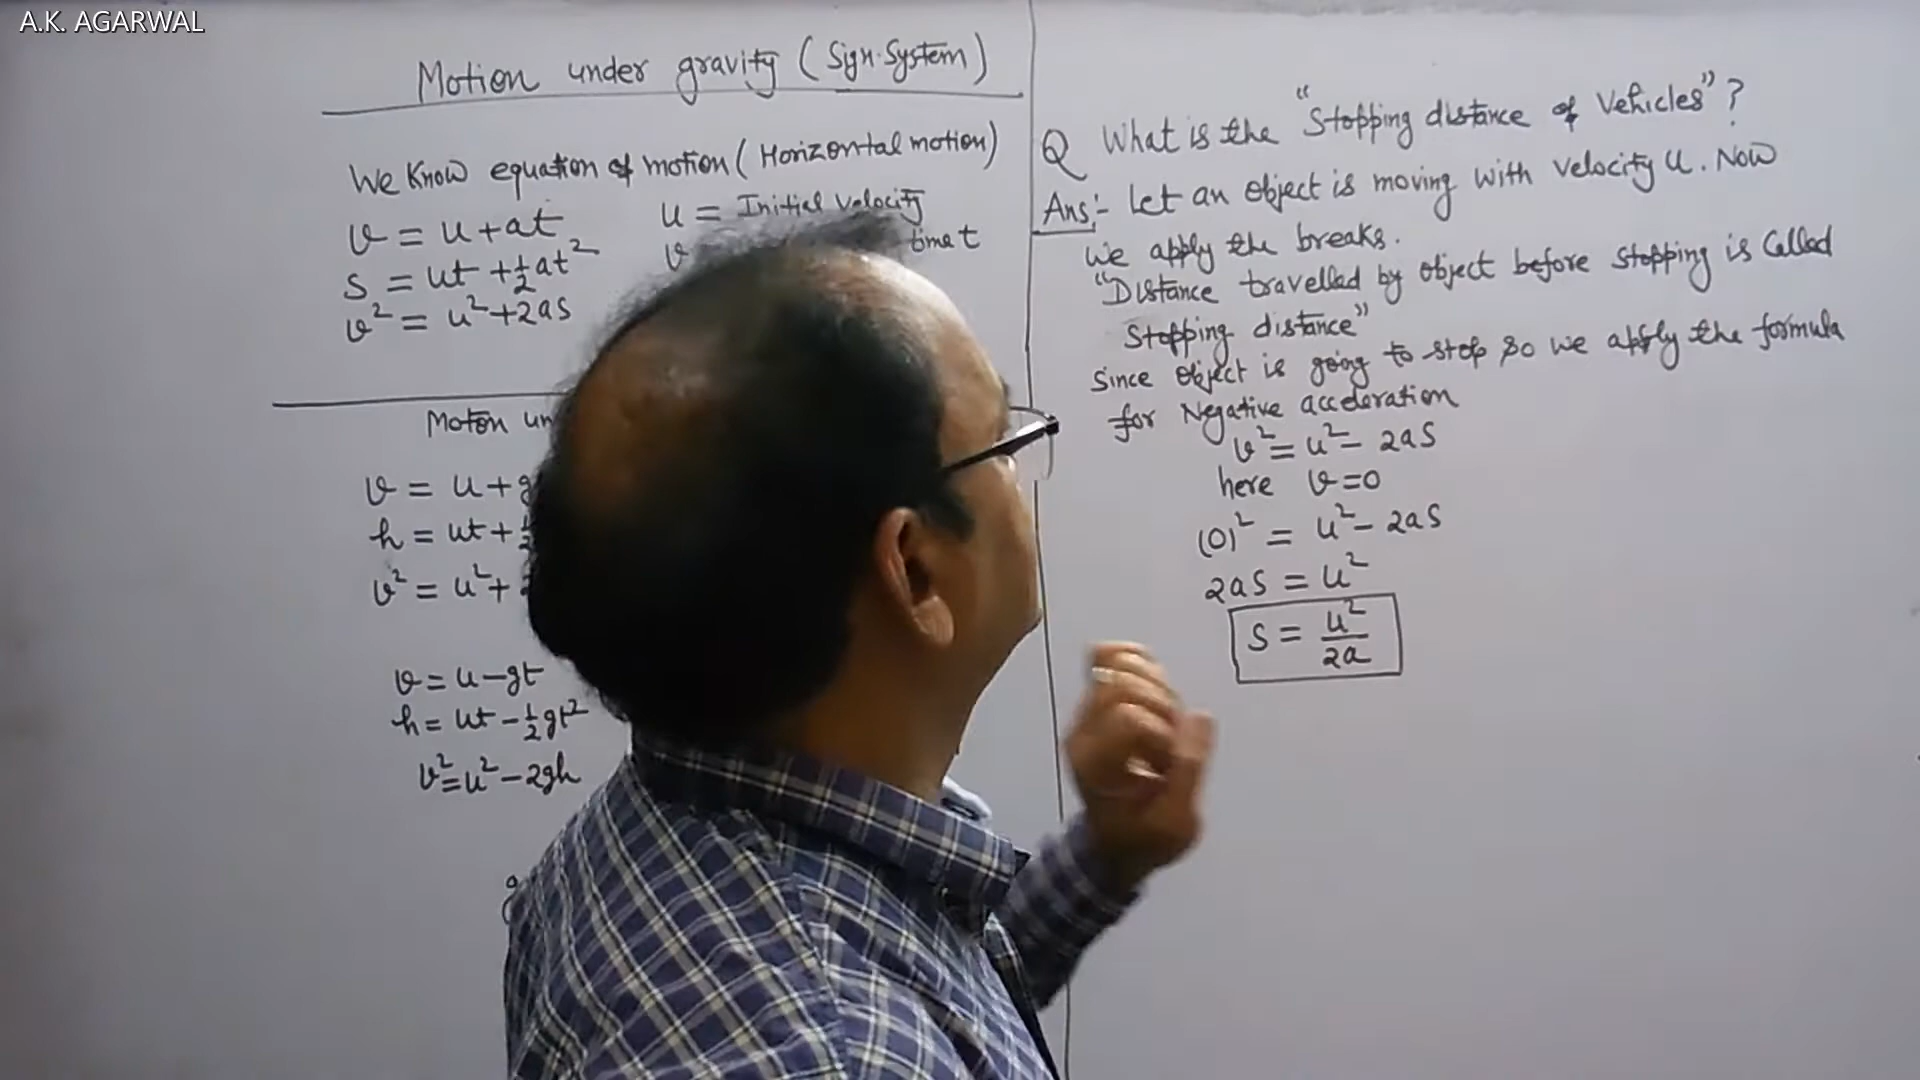 A.K. AGARWAL
Motion under gravity (Sign-System)
We know equation of motion (Horizontal motion)
v = u + at
s = ut + ½at²
v² = u² + 2as
u = Initial velocity
v time t
Moton un
v = u + g
h = ut + ½
v² = u² +
v = u - gt
h = ut - ½gt²
v² = u² - 2gh
Q What is the "Stopping distance of Vehicles"?
Ans:- Let an object is moving with velocity u. Now
we apply the breaks.
"Distance travelled by object before stopping is Called
Stopping distance"
Since object is going to stop so we apply the formula
for Negative acceleration
v² = u² - 2as
here v = 0
(0)² = u² - 2as
2as = u²
s = u²/2a